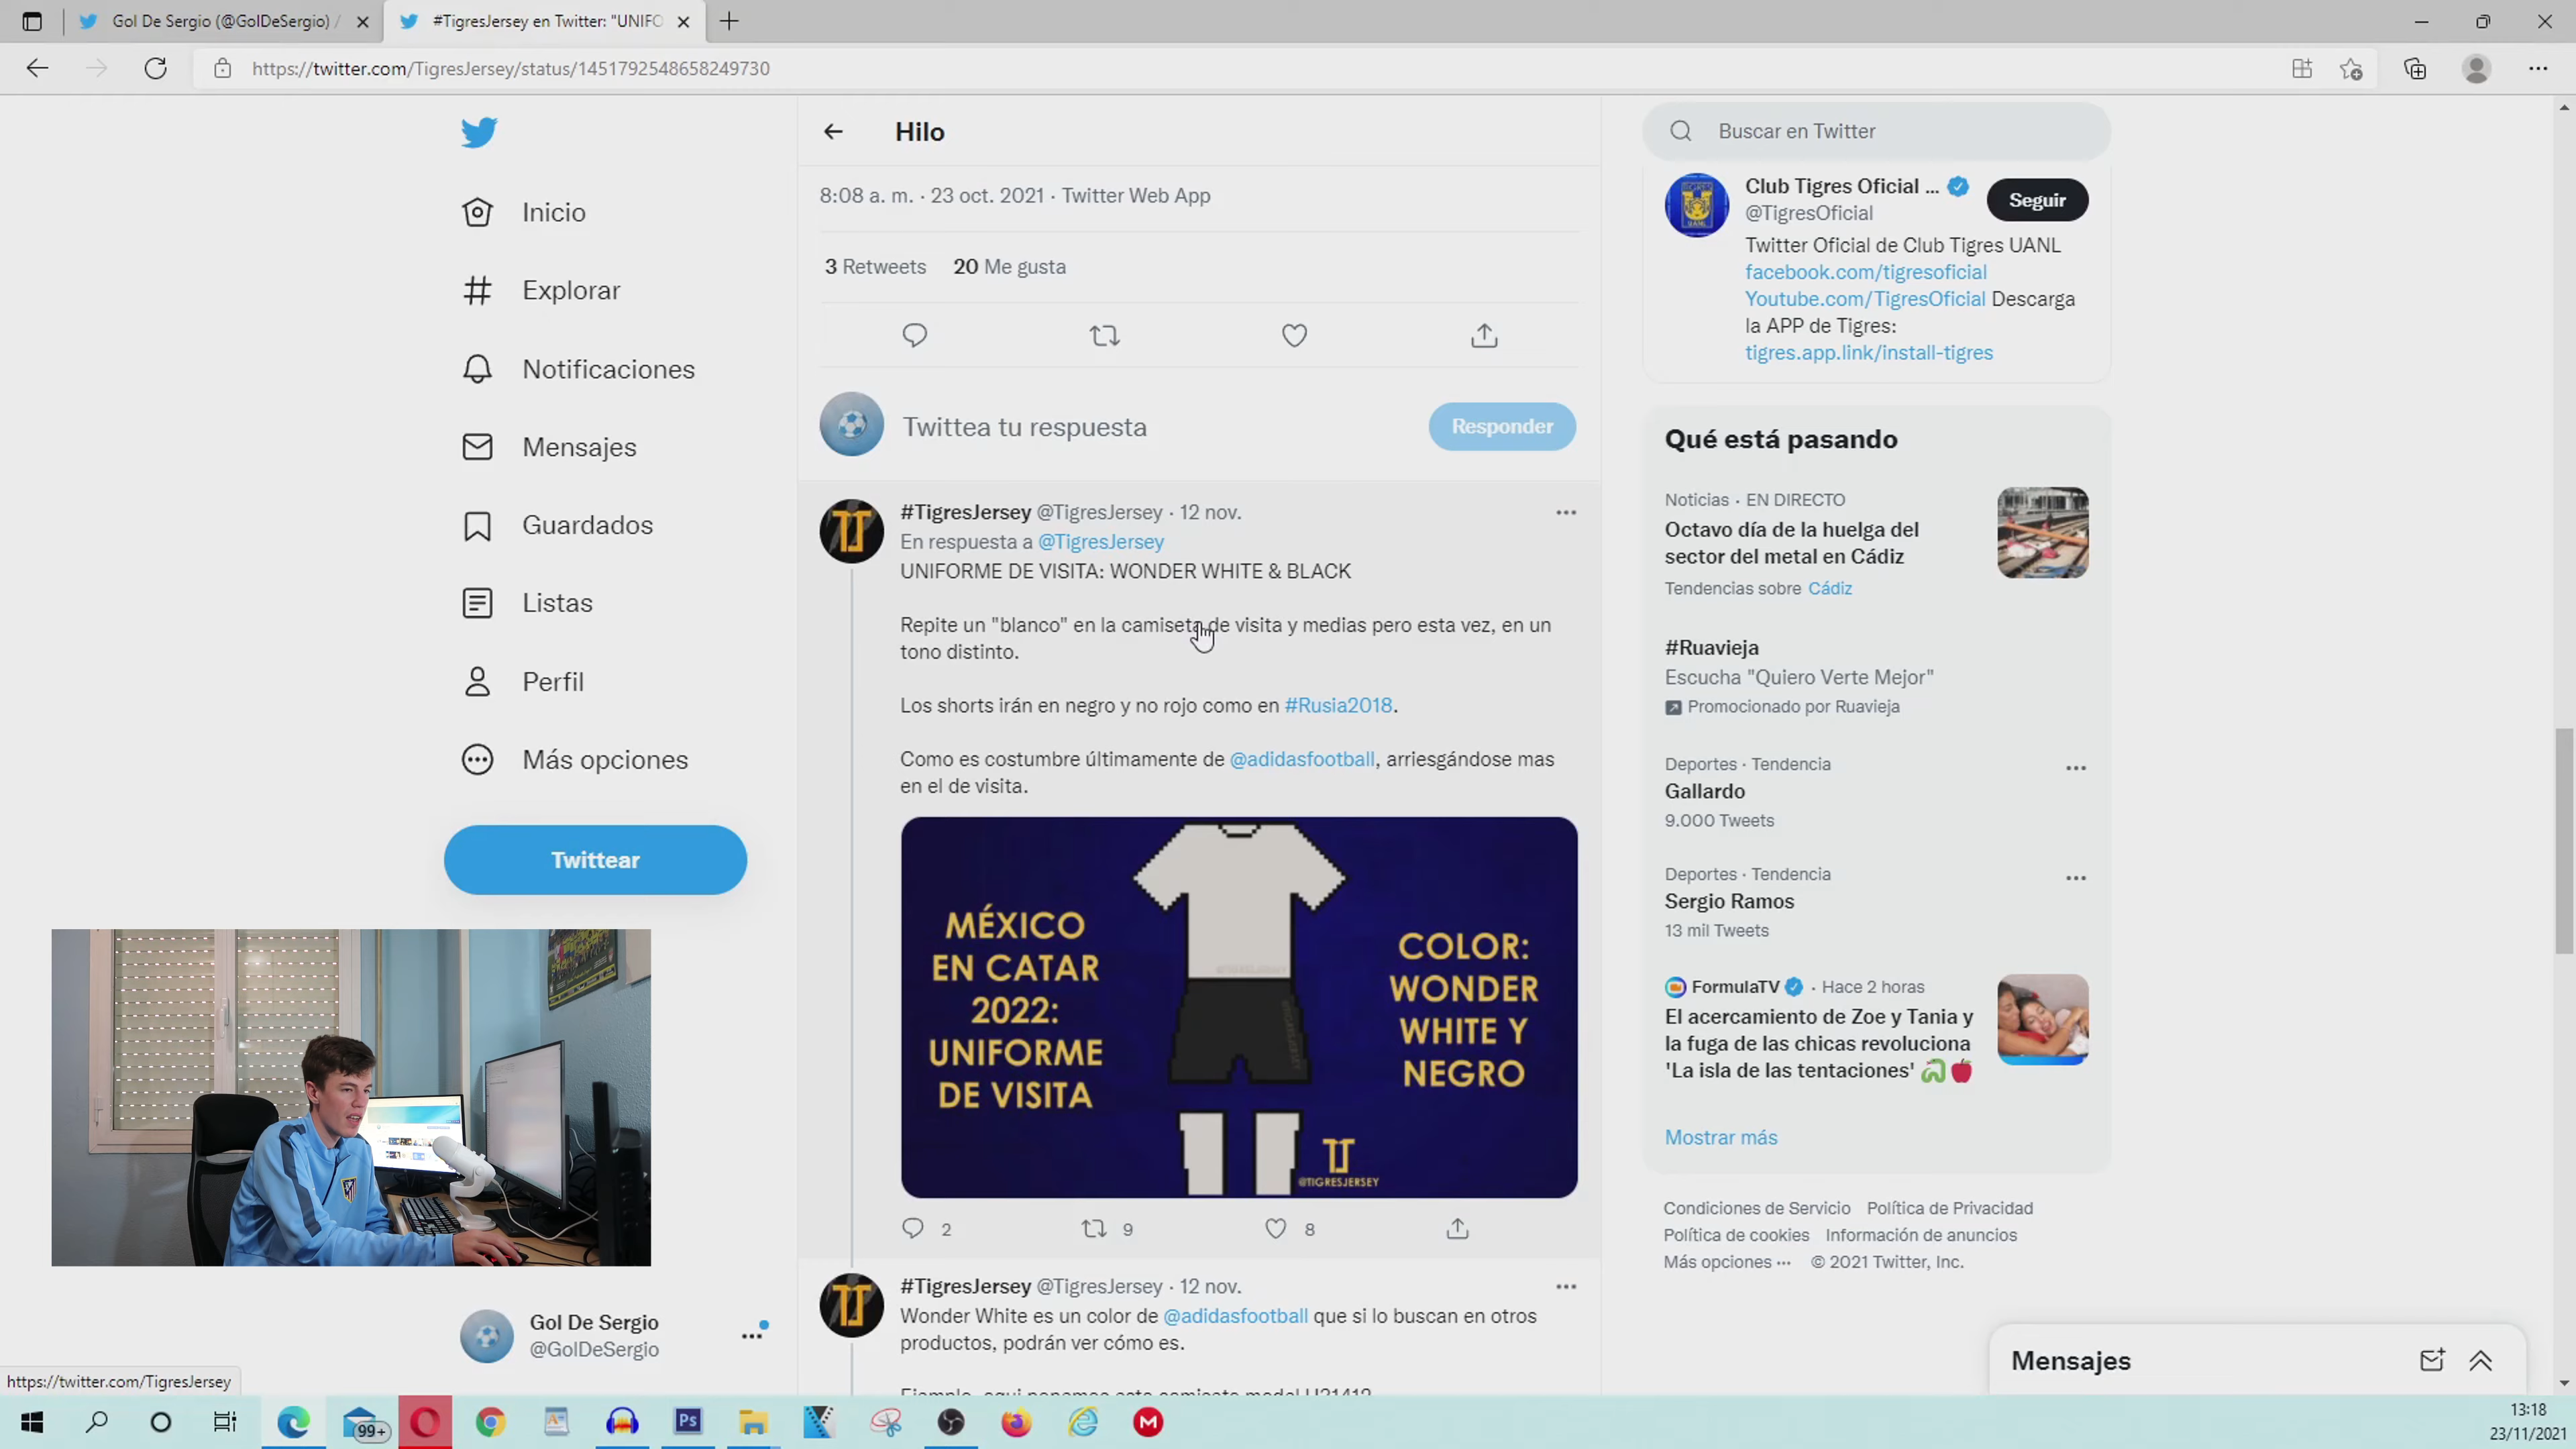 Gol De Sergio (@GolDeSergio) /
#TigresJersey en Twitter: "UNIFO
https://twitter.com/TigresJersey/status/1451792548658249730
Inicio
Explorar
Notificaciones
Mensajes
Guardados
Listas
Perfil
Más opciones
Twittear
Gol De Sergio
@GolDeSergio
https://twitter.com/TigresJersey
Hilo
8:08 a. m. · 23 oct. 2021 · Twitter Web App
3 Retweets 20 Me gusta
Twittea tu respuesta
Responder
#TigresJersey @TigresJersey · 12 nov.
En respuesta a @TigresJersey
UNIFORME DE VISITA: WONDER WHITE & BLACK
Repite un "blanco" en la camiseta de visita y medias pero esta vez, en un
tono distinto.
Los shorts irán en negro y no rojo como en #Rusia2018.
Como es costumbre últimamente de @adidasfootball, arriesgándose mas
en el de visita.
MÉXICO
EN CATAR
2022:
UNIFORME
DE VISITA
COLOR:
WONDER
WHITE Y
NEGRO
@TIGRESJERSEY
2 9 8
#TigresJersey @TigresJersey · 12 nov.
Wonder White es un color de @adidasfootball que si lo buscan en otros
productos, podrán ver cómo es.
Buscar en Twitter
Club Tigres Oficial ...
@TigresOficial
Seguir
Twitter Oficial de Club Tigres UANL
facebook.com/tigresoficial
Youtube.com/TigresOficial Descarga
la APP de Tigres:
tigres.app.link/install-tigres
Qué está pasando
Noticias · EN DIRECTO
Octavo día de la huelga del
sector del metal en Cádiz
Tendencias sobre Cádiz
#Ruavieja
Escucha "Quiero Verte Mejor"
Promocionado por Ruavieja
Deportes · Tendencia
Gallardo
9.000 Tweets
Deportes · Tendencia
Sergio Ramos
13 mil Tweets
FormulaTV · Hace 2 horas
El acercamiento de Zoe y Tania y
la fuga de las chicas revoluciona
'La isla de las tentaciones'
Mostrar más
Condiciones de Servicio Política de Privacidad
Política de cookies Información de anuncios
Más opciones ··· © 2021 Twitter, Inc.
Mensajes
99+
Ps
13:18
23/11/2021